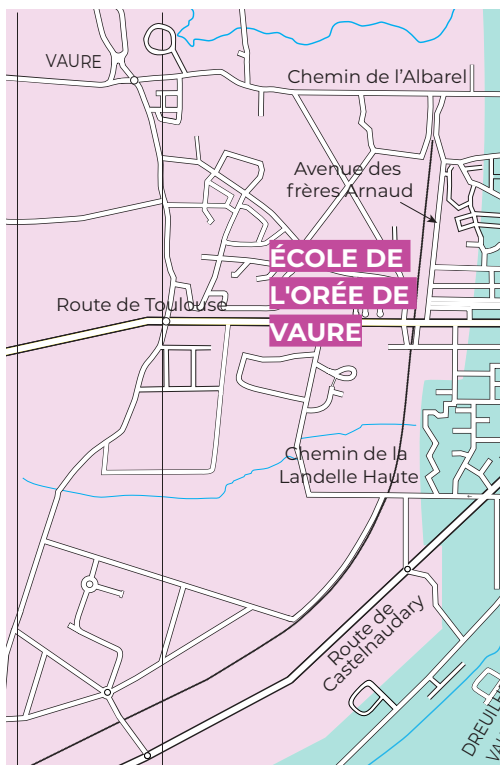 VAURE
Chemin de l'Albarel
Avenue des
frères Arnaud
ÉCOLE DE
L'ORÉE DE
VAURE
Route de Toulouse
Chemin de la
Landelle Haute
Route de
Castelnaudary